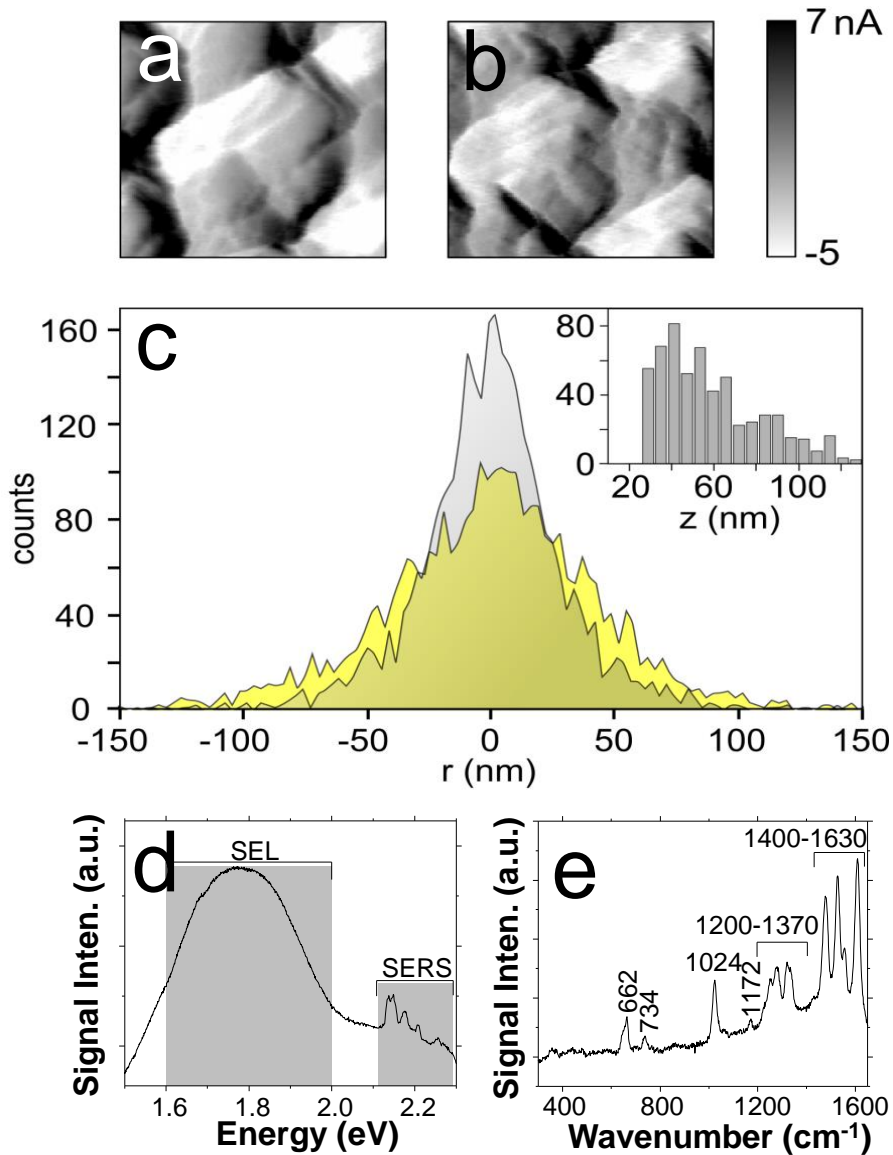 a
b
7 nA
-5
c
160
120
80
40
0
counts
-150
-100
-50
0
50
100
150
r (nm)
80
40
0
20
60
100
z (nm)
d
SEL
SERS
Signal Inten. (a.u.)
1.6
1.8
2.0
2.2
Energy (eV)
e
1400-1630
1200-1370
1024
1172
662
734
Signal Inten. (a.u.)
400
800
1200
1600
Wavenumber (cm⁻¹)